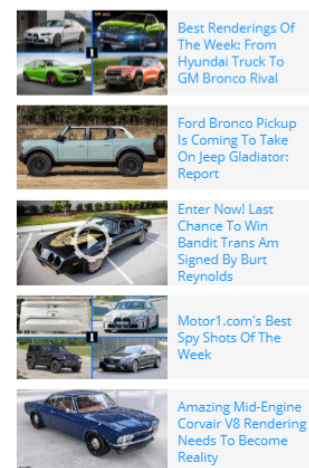 Best Renderings Of
The Week: From
Hyundai Truck To
GM Bronco Rival
Ford Bronco Pickup
Is Coming To Take
On Jeep Gladiator:
Report
Enter Now! Last
Chance To Win
Bandit Trans Am
Signed By Burt
Reynolds
Motor1.com's Best
Spy Shots Of The
Week
Amazing Mid-Engine
Corvair V8 Rendering
Needs To Become
Reality